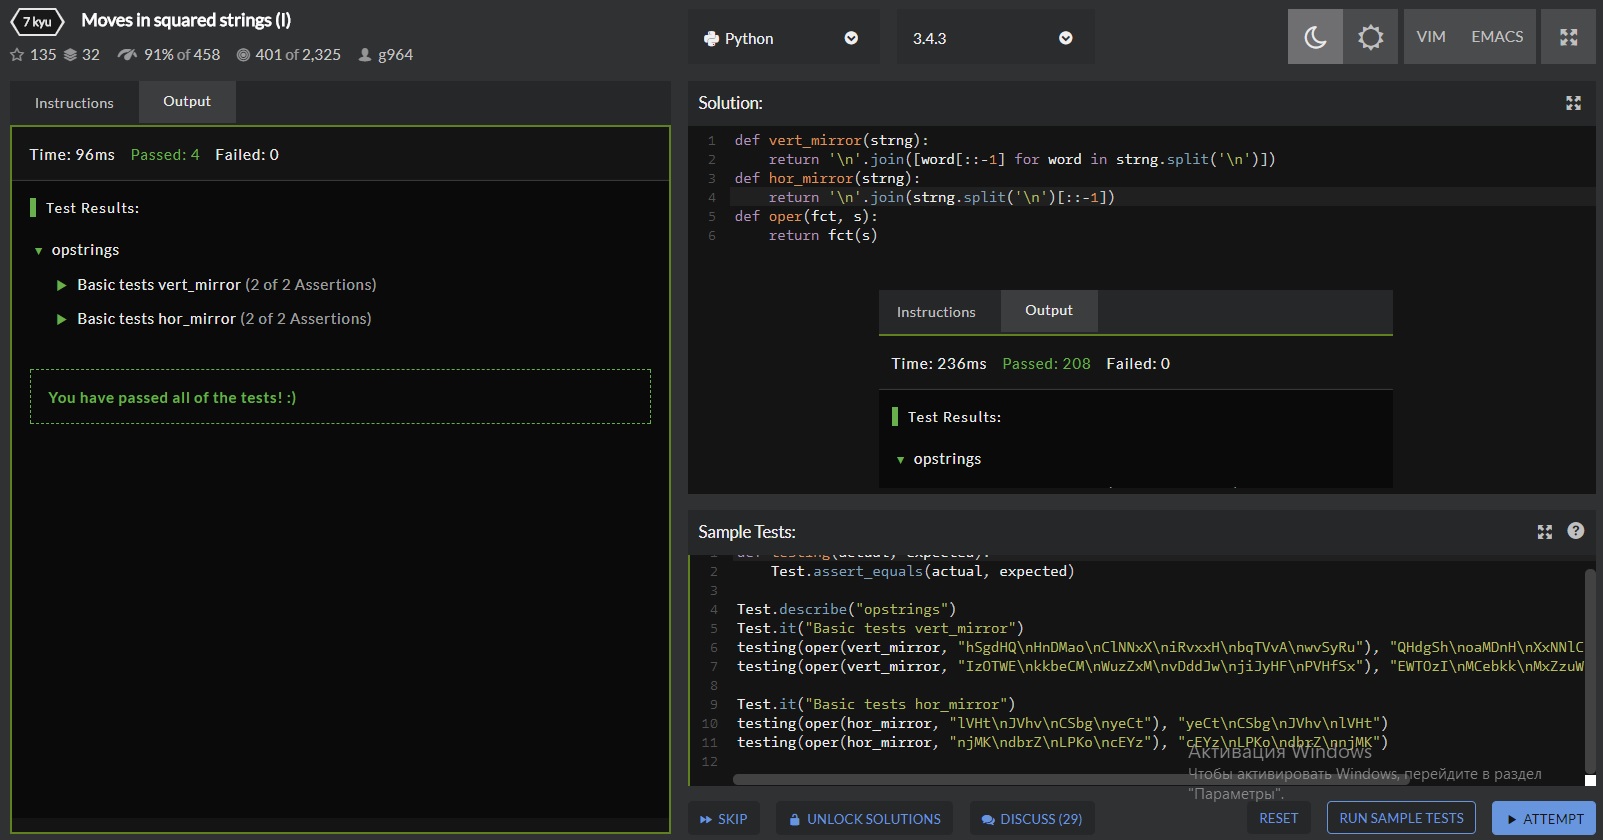 7 kyu Moves in squared strings (I)
135 32 91% of 458 401 of 2,325 g964
Python 3.4.3 VIM EMACS
Instructions Output
Time: 96ms Passed: 4 Failed: 0
Test Results:
opstrings
Basic tests vert_mirror (2 of 2 Assertions)
Basic tests hor_mirror (2 of 2 Assertions)
You have passed all of the tests! :)
Solution:
1 def vert_mirror(strng):
2 return '\n'.join([word[::-1] for word in strng.split('\n')])
3 def hor_mirror(strng):
4 return '\n'.join(strng.split('\n')[::-1])
5 def oper(fct, s):
6 return fct(s)
Instructions Output
Time: 236ms Passed: 208 Failed: 0
Test Results:
opstrings
Sample Tests:
1 def testing(actual, expected):
2 Test.assert_equals(actual, expected)
3
4 Test.describe("opstrings")
5 Test.it("Basic tests vert_mirror")
6 testing(oper(vert_mirror, "hSgdHQ\nHnDMao\nClNNxX\niRvxxH\nbqTVvA\nwvSyRu"), "QHdgSh\noaMDnH\nXxNNlC
7 testing(oper(vert_mirror, "IzOTWE\nkkbeCM\nWuzZxM\nvDddJw\njiJyHF\nPVHfSx"), "EWTOzI\nMCebkk\nMxZzuW
8
9 Test.it("Basic tests hor_mirror")
10 testing(oper(hor_mirror, "lVHt\nJVhv\nCSbg\nyeCt"), "yeCt\nCSbg\nJVhv\nlVHt")
11 testing(oper(hor_mirror, "njMK\ndbrZ\nLPKo\ncEYz"), "cEYz\nLPKo\ndbrZ\nnjMK")
12
Активация Windows
Чтобы активировать Windows, перейдите в раздел
"Параметры".
SKIP UNLOCK SOLUTIONS DISCUSS (29) RESET RUN SAMPLE TESTS ATTEMPT